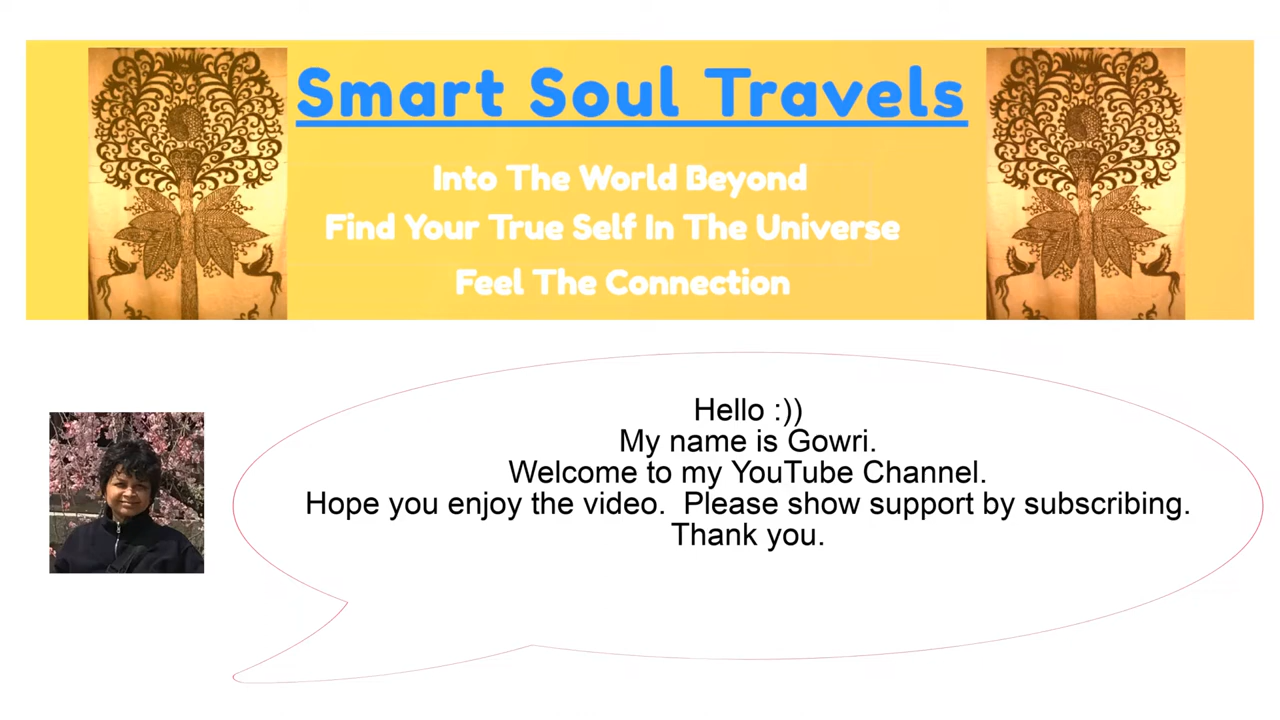 Smart Soul Travels
Into The World Beyond
Find Your True Self In The Universe
Feel The Connection
Hello :))
My name is Gowri.
Welcome to my YouTube Channel.
Hope you enjoy the video.  Please show support by subscribing.
Thank you.